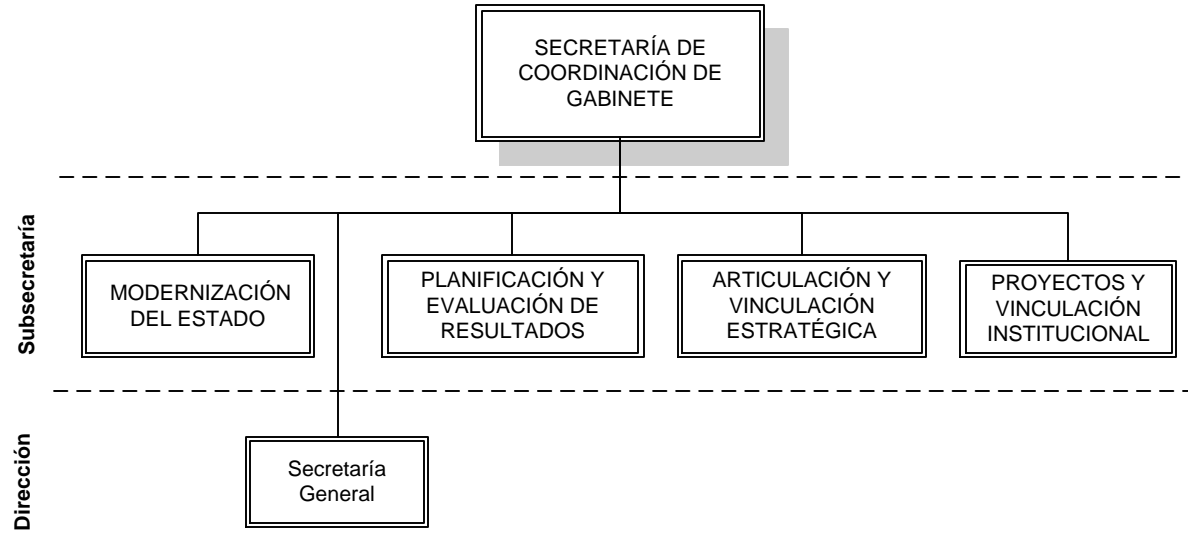 SECRETARÍA DE
COORDINACIÓN DE
GABINETE
Subsecretaría
MODERNIZACIÓN
DEL ESTADO
PLANIFICACIÓN Y
EVALUACIÓN DE
RESULTADOS
ARTICULACIÓN Y
VINCULACIÓN
ESTRATÉGICA
PROYECTOS Y
VINCULACIÓN
INSTITUCIONAL
Dirección
Secretaría
General